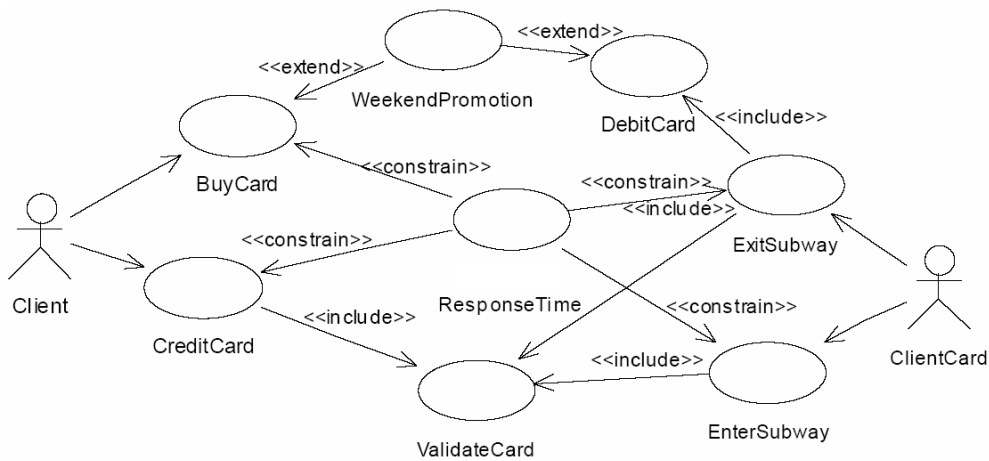 <<extend>>
<<extend>>
WeekendPromotion
DebitCard
<<include>>
<<constrain>>
<<constrain>>
BuyCard
<<include>>
<<constrain>>
ExitSubway
Client
ResponseTime
<<constrain>>
<<include>>
CreditCard
<<include>>
ClientCard
EnterSubway
ValidateCard